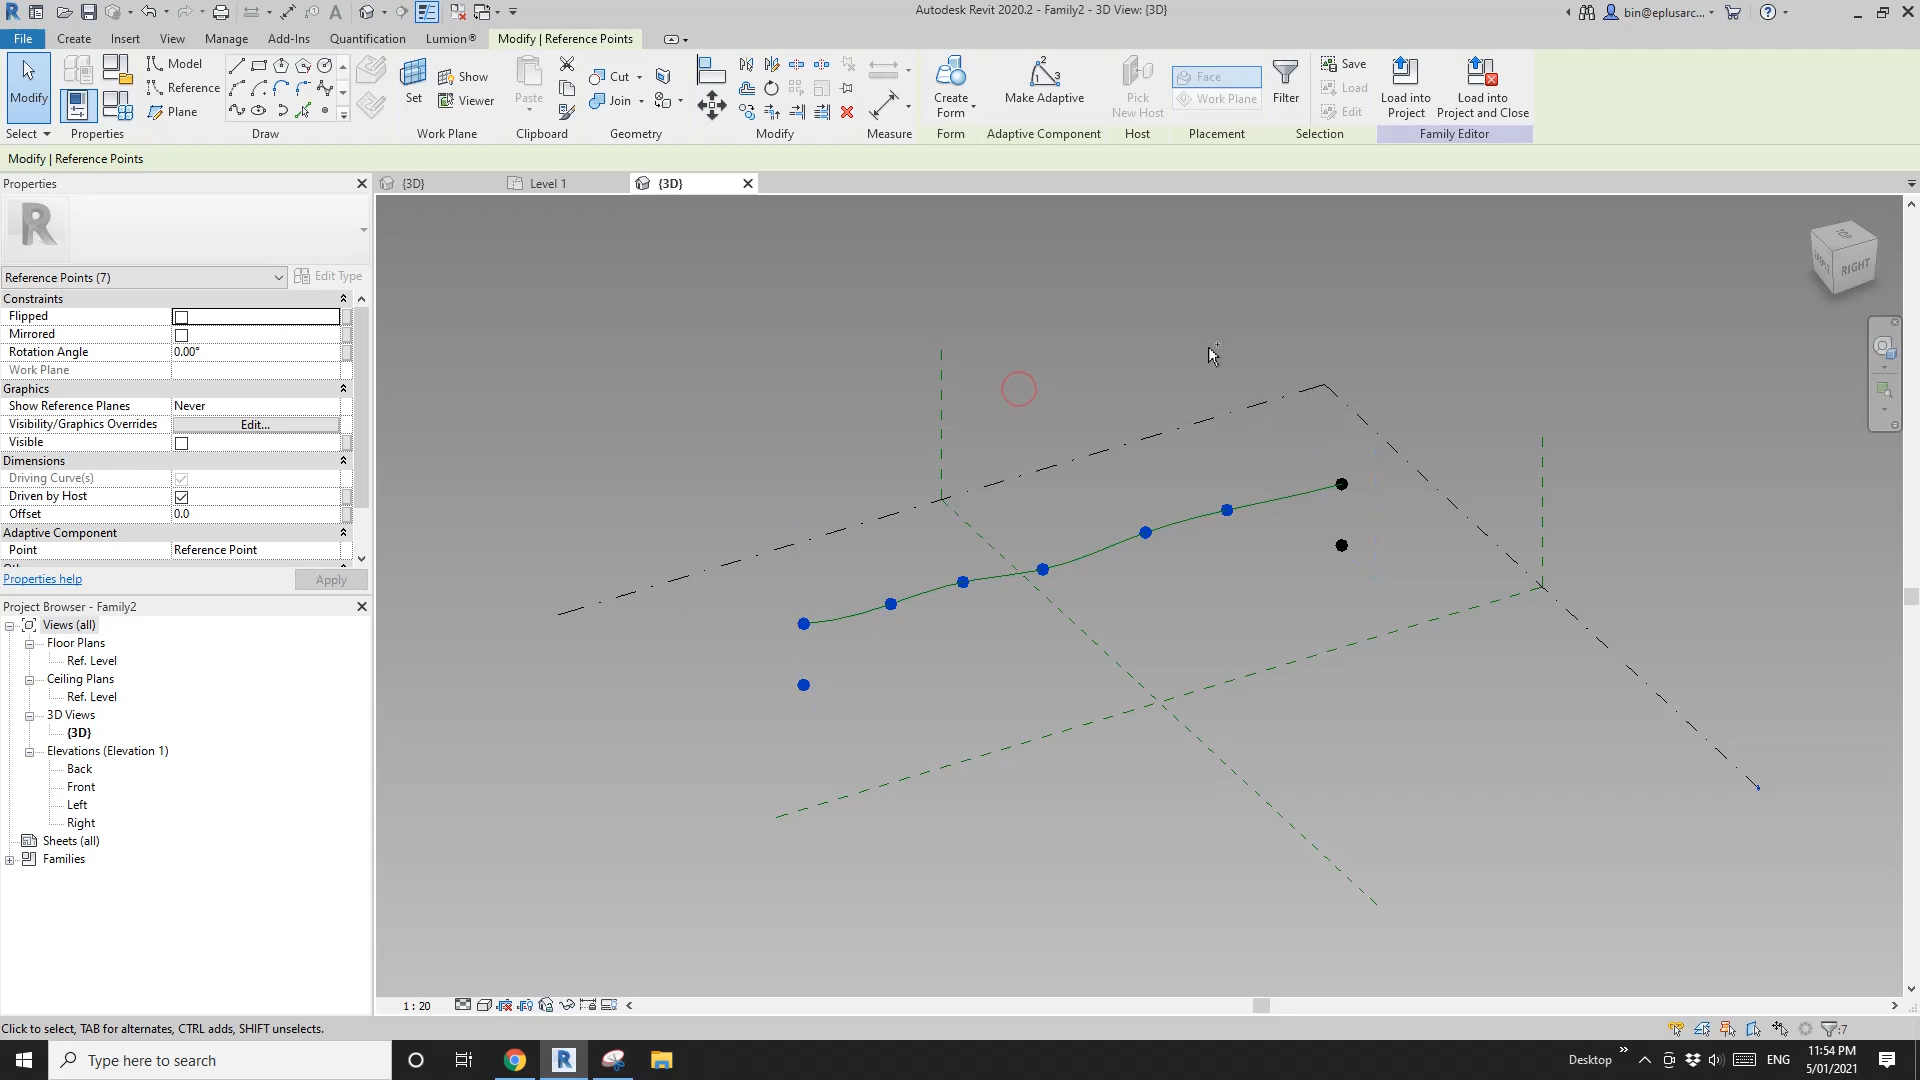 Autodesk Revit 2020.2 - Family2 - 3D View: {3D}
bin@eplusarc...
File
Create
Insert
View
Manage
Add-Ins
Quantification
Lumion®
Modify | Reference Points
Modify
Model
Reference
Plane
Set
Show
Viewer
Paste
Cut
Join
Create
Form
Make Adaptive
Pick
New Host
Face
Work Plane
Filter
Save
Load
Edit
Load into
Project
Load into
Project and Close
Select
Properties
Draw
Work Plane
Clipboard
Geometry
Modify
Measure
Form
Adaptive Component
Host
Placement
Selection
Family Editor
Modify | Reference Points
Properties
{3D}
Level 1
{3D}
Reference Points (7)
Edit Type
Constraints
Flipped
Mirrored
Rotation Angle 0.00°
Work Plane
Graphics
Show Reference Planes Never
Visibility/Graphics Overrides Edit...
Visible
Dimensions
Driving Curve(s)
Driven by Host
Offset 0.0
Adaptive Component
Point Reference Point
Properties help
Apply
Project Browser - Family2
Views (all)
Floor Plans
Ref. Level
Ceiling Plans
Ref. Level
3D Views
{3D}
Elevations (Elevation 1)
Back
Front
Left
Right
Sheets (all)
Families
TOP
RIGHT
1 : 20
Click to select, TAB for alternates, CTRL adds, SHIFT unselects.
:7
Type here to search
Desktop
ENG
11:54 PM
5/01/2021